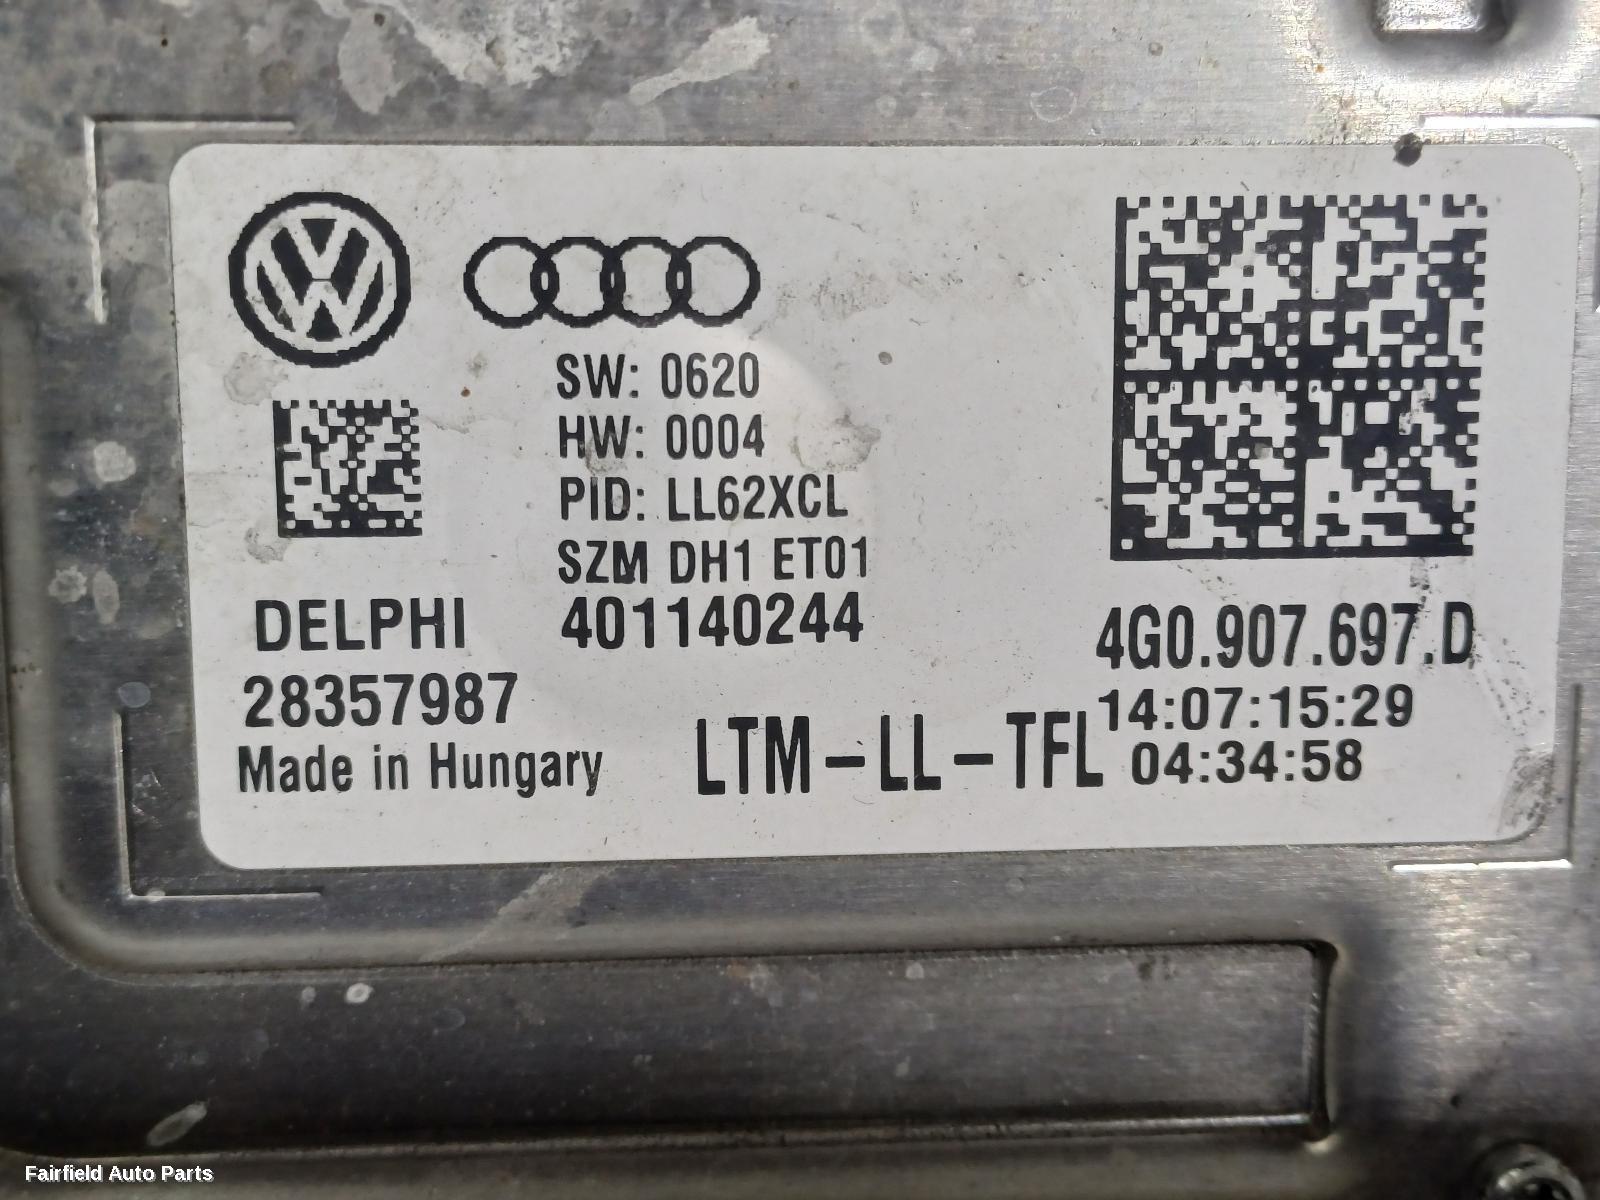 SW: 0620
HW: 0004
PID: LL62XCL
SZM DH1 ET01
401140244
DELPHI
28357987
Made in Hungary
LTM-LL-TFL
4G0.907.697.D
14:07:15:29
04:34:58
Fairfield Auto Parts